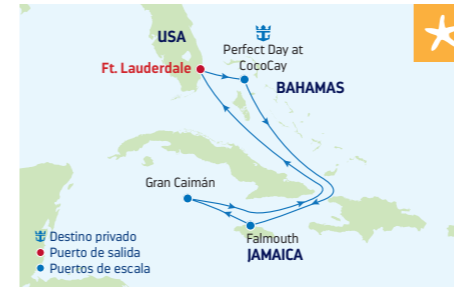 USA
Perfect Day at
CocoCay
Ft. Lauderdale
BAHAMAS
Gran Caimán
Falmouth
JAMAICA
Destino privado
Puerto de salida
Puertos de escala